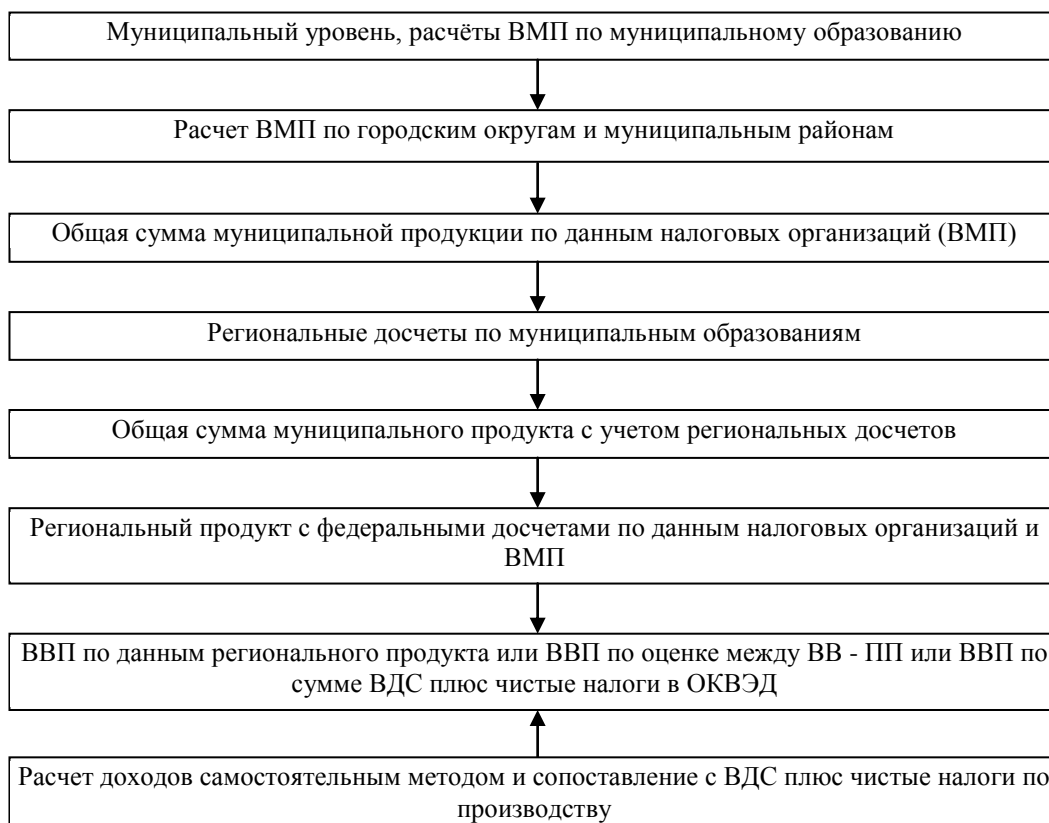 Муниципальный уровень, расчёты ВМП по муниципальному образованию
Расчет ВМП по городским округам и муниципальным районам
Общая сумма муниципальной продукции по данным налоговых организаций (ВМП)
Региональные досчеты по муниципальным образованиям
Общая сумма муниципального продукта с учетом региональных досчетов
Региональный продукт с федеральными досчетами по данным налоговых организаций и
ВМП
ВВП по данным регионального продукта или ВВП по оценке между ВВ - ПП или ВВП по
сумме ВДС плюс чистые налоги в ОКВЭД
Расчет доходов самостоятельным методом и сопоставление с ВДС плюс чистые налоги по
производству